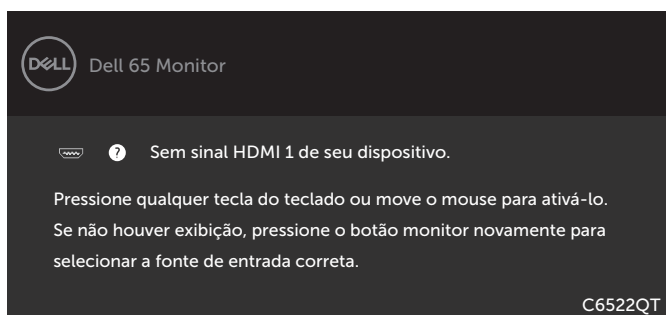 DELL
Dell 65 Monitor
? Sem sinal HDMI 1 de seu dispositivo.
Pressione qualquer tecla do teclado ou move o mouse para ativá-lo.
Se não houver exibição, pressione o botão monitor novamente para
selecionar a fonte de entrada correta.
C6522QT